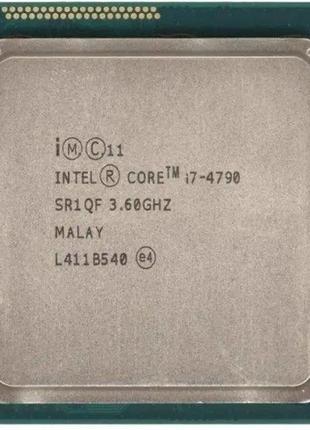 i Ⓜ Ⓒ 11
INTEL® CORE™ i7-4790
SR1QF 3.60GHZ
MALAY
L411B540 e4